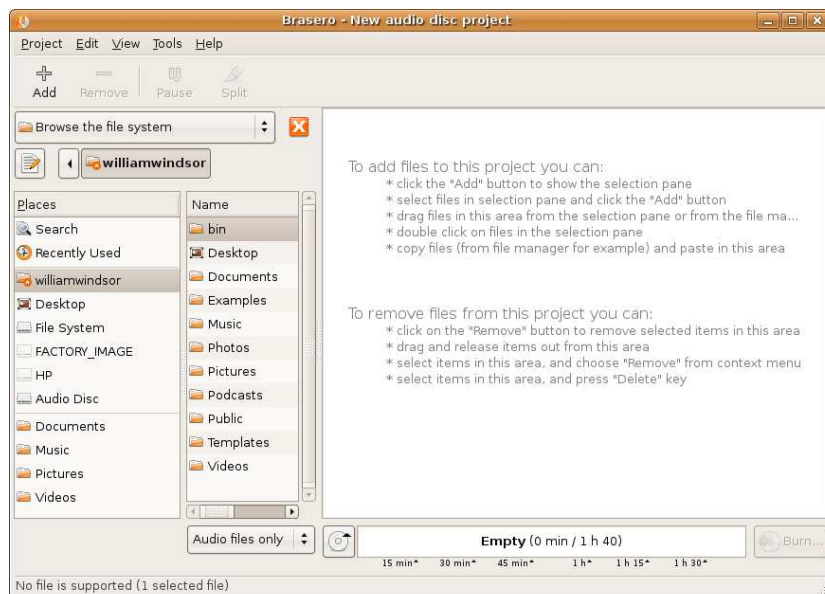 Brasero - New audio disc project
Project Edit View Tools Help
Add Remove Pause Split
Browse the file system
williamwindsor
Places
Search
Recently Used
williamwindsor
Desktop
File System
FACTORY_IMAGE
HP
Audio Disc
Documents
Music
Pictures
Videos
Name
bin
Desktop
Documents
Examples
Music
Photos
Pictures
Podcasts
Public
Templates
Videos
To add files to this project you can:
* click the "Add" button to show the selection pane
* select files in selection pane and click the "Add" button
* drag files in this area from the selection pane or from the file ma...
* double click on files in the selection pane
* copy files (from file manager for example) and paste in this area
To remove files from this project you can:
* click on the "Remove" button to remove selected items in this area
* drag and release items out from this area
* select items in this area, and choose "Remove" from context menu
* select items in this area, and press "Delete" key
Audio files only
Empty (0 min / 1 h 40)
Burn...
15 min 30 min 45 min 1 h 1 h 15 1 h 30
No file is supported (1 selected file)